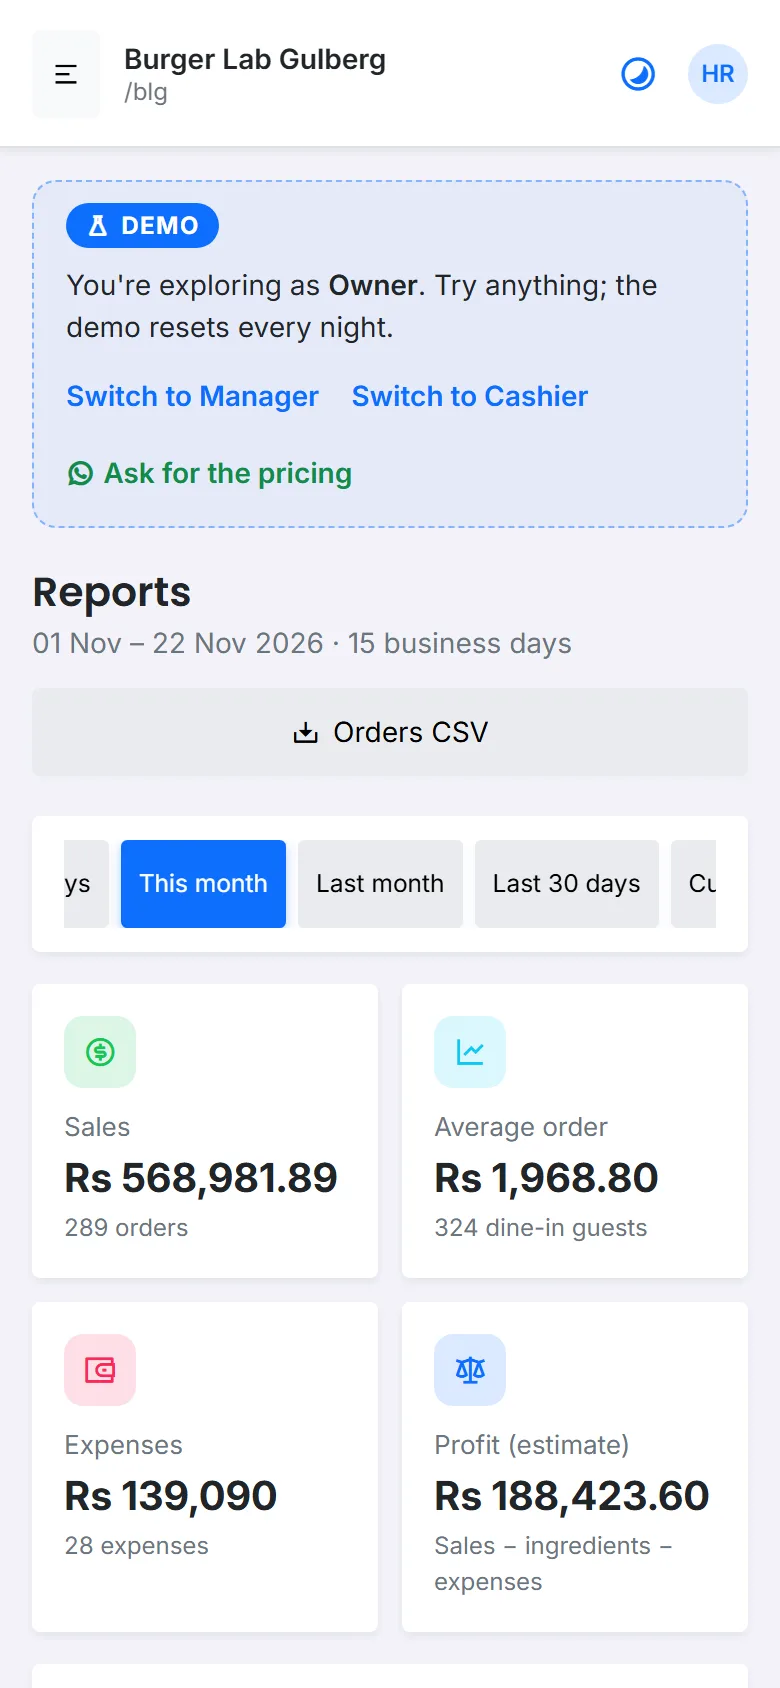 Burger Lab Gulberg
/blg
HR
DEMO
You're exploring as Owner. Try anything; the
demo resets every night.
Switch to Manager Switch to Cashier
Ask for the pricing
Reports
01 Nov – 22 Nov 2026 · 15 business days
Orders CSV
ys This month Last month Last 30 days Cu
Sales
Rs 568,981.89
289 orders
Average order
Rs 1,968.80
324 dine-in guests
Expenses
Rs 139,090
28 expenses
Profit (estimate)
Rs 188,423.60
Sales − ingredients −
expenses